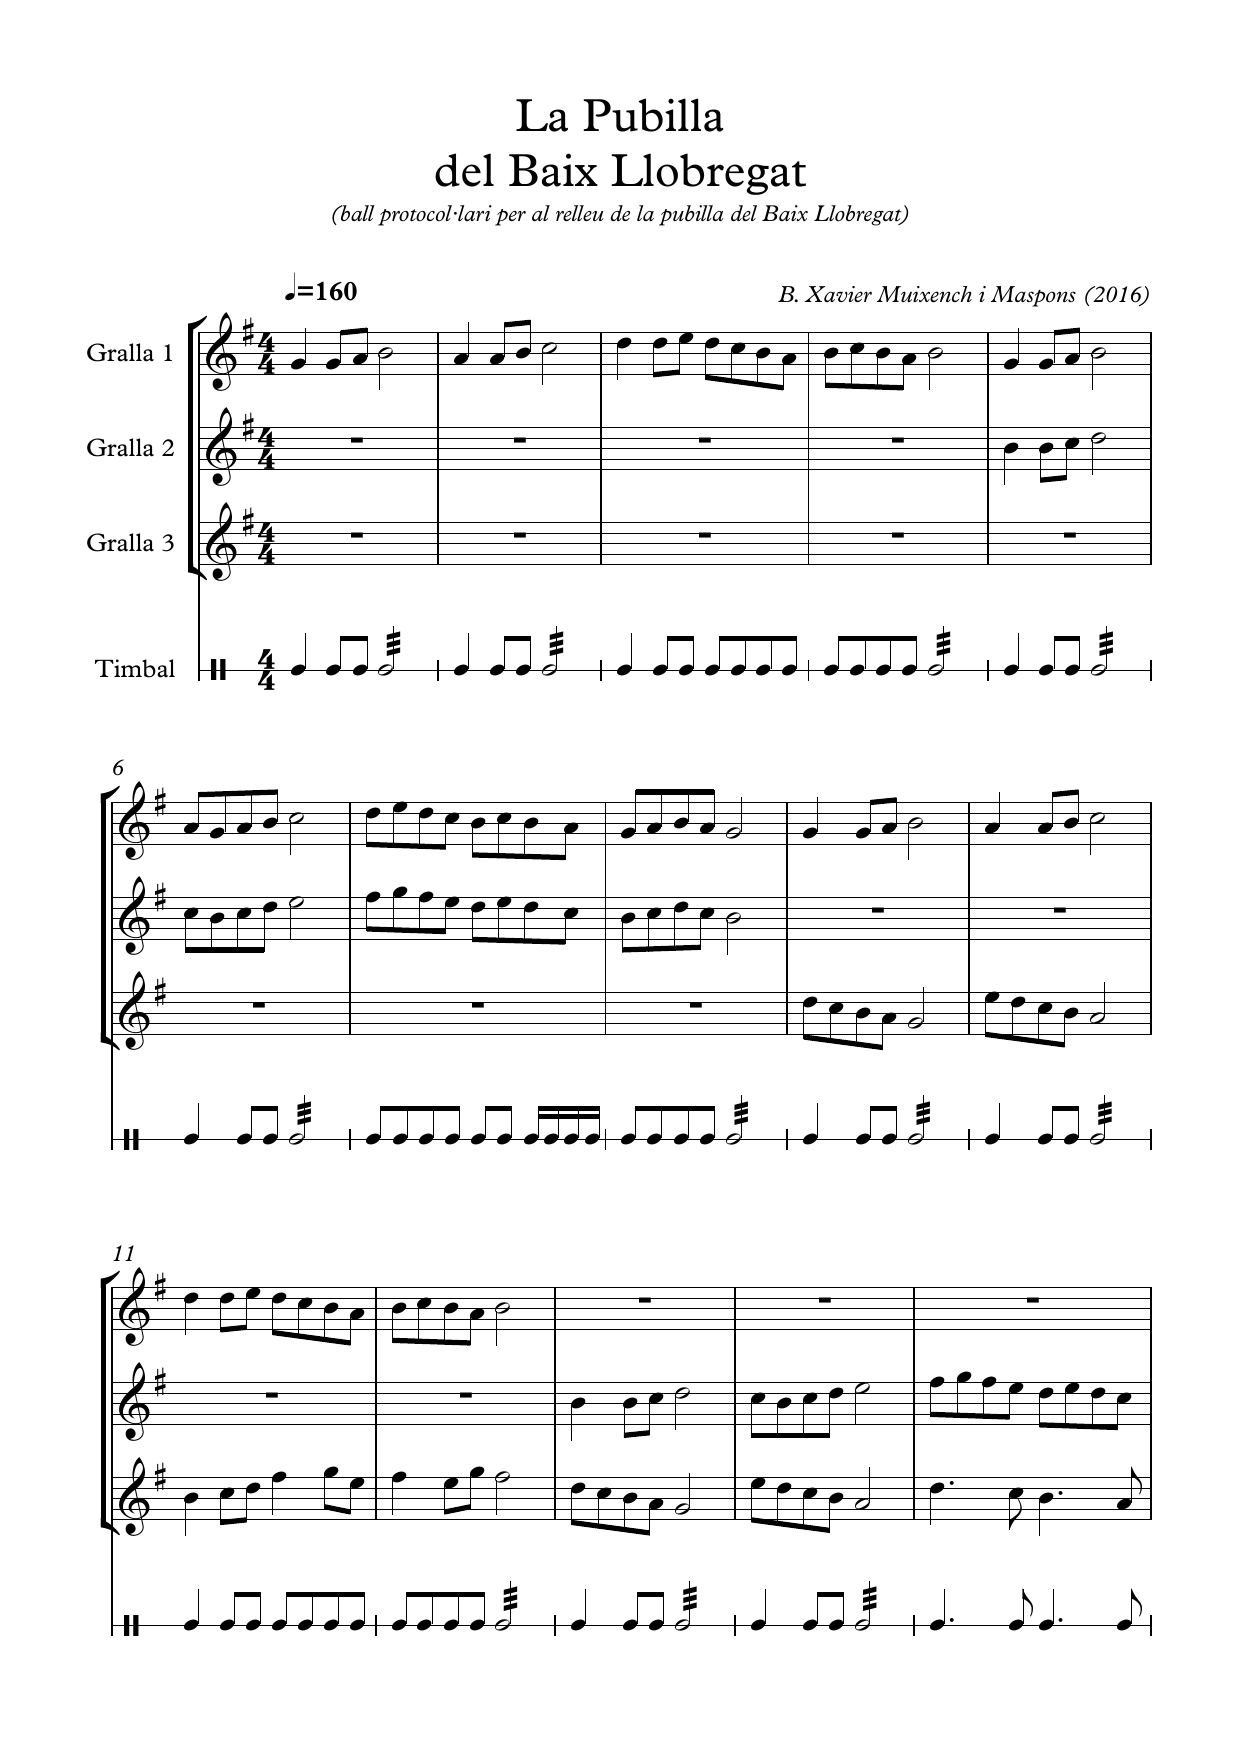 La Pubilla
del Baix Llobregat
(ball protocol·lari per al relleu de la pubilla del Baix Llobregat)
♩=160
B. Xavier Muixench i Maspons (2016)
Gralla 1
Gralla 2
Gralla 3
Timbal
6
11